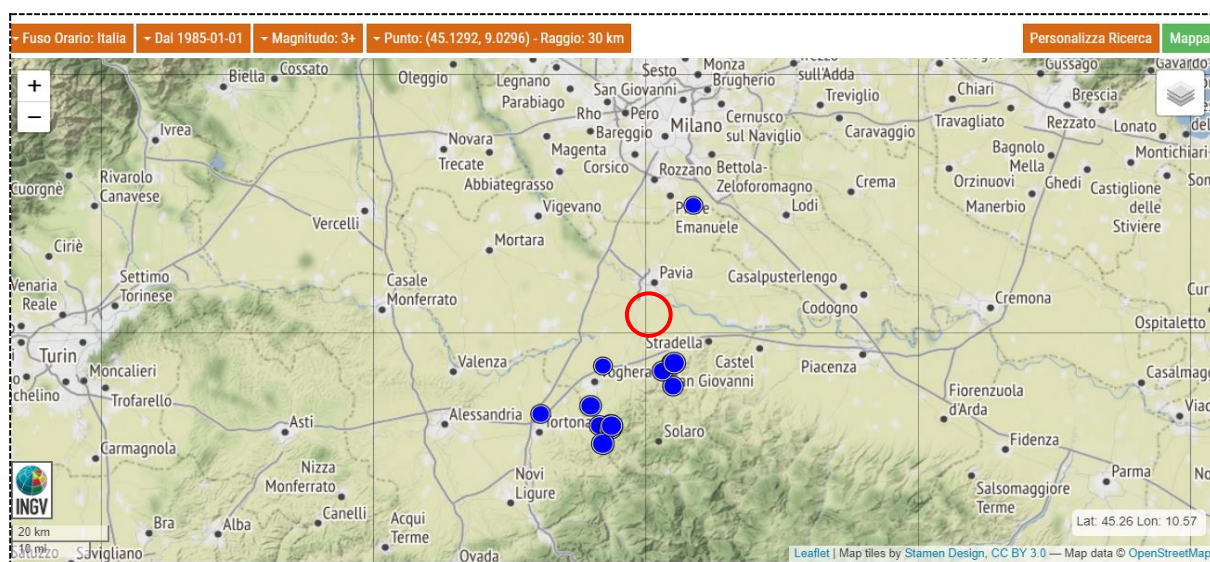 Fuso Orario: Italia
Dal 1985-01-01
Magnitudo: 3+
Punto: (45.1292, 9.0296) - Raggio: 30 km
Personalizza Ricerca
Mappa
+
−
Biella
Cossato
Oleggio
Legnano
Parabiago
Sesto
San Giovanni
Monza
Brugherio
sull'Adda
Treviglio
Chiari
Gussago
Gavardo
Brescia
Rho
Pero
Bareggio
Milano
Cernusco
sul Naviglio
Caravaggio
Travagliato
Rezzato
Lonato
del
Ivrea
Novara
Trecate
Magenta
Corsico
Abbiategrasso
Rozzano
Bettola-
Zeloforomagno
Crema
Bagnolo
Mella
Orzinuovi
Ghedi
Montichiari
Castiglione
delle
Stiviere
Cuorgnè
Rivarolo
Canavese
Vercelli
Vigevano
Emanuele
Lodi
Manerbio
Ciriè
Mortara
Venaria
Reale
Settimo
Torinese
Casale
Monferrato
Pavia
Casalpusterlengo
Codogno
Cremona
Ospitaletto
Turin
Moncalieri
Trofarello
Valenza
Stradella
Castel
Giovanni
Piacenza
Fiorenzuola
d'Arda
Asti
Alessandria
Solaro
Fidenza
Carmagnola
Nizza
Monferrato
Novi
Ligure
Salsomaggiore
Terme
Parma
INGV
20 km
10 mi
Bra
Alba
Canelli
Acqui
Terme
Ovada
Savigliano
Lat: 45.26 Lon: 10.57
Leaflet | Map tiles by Stamen Design, CC BY 3.0 — Map data © OpenStreetMap